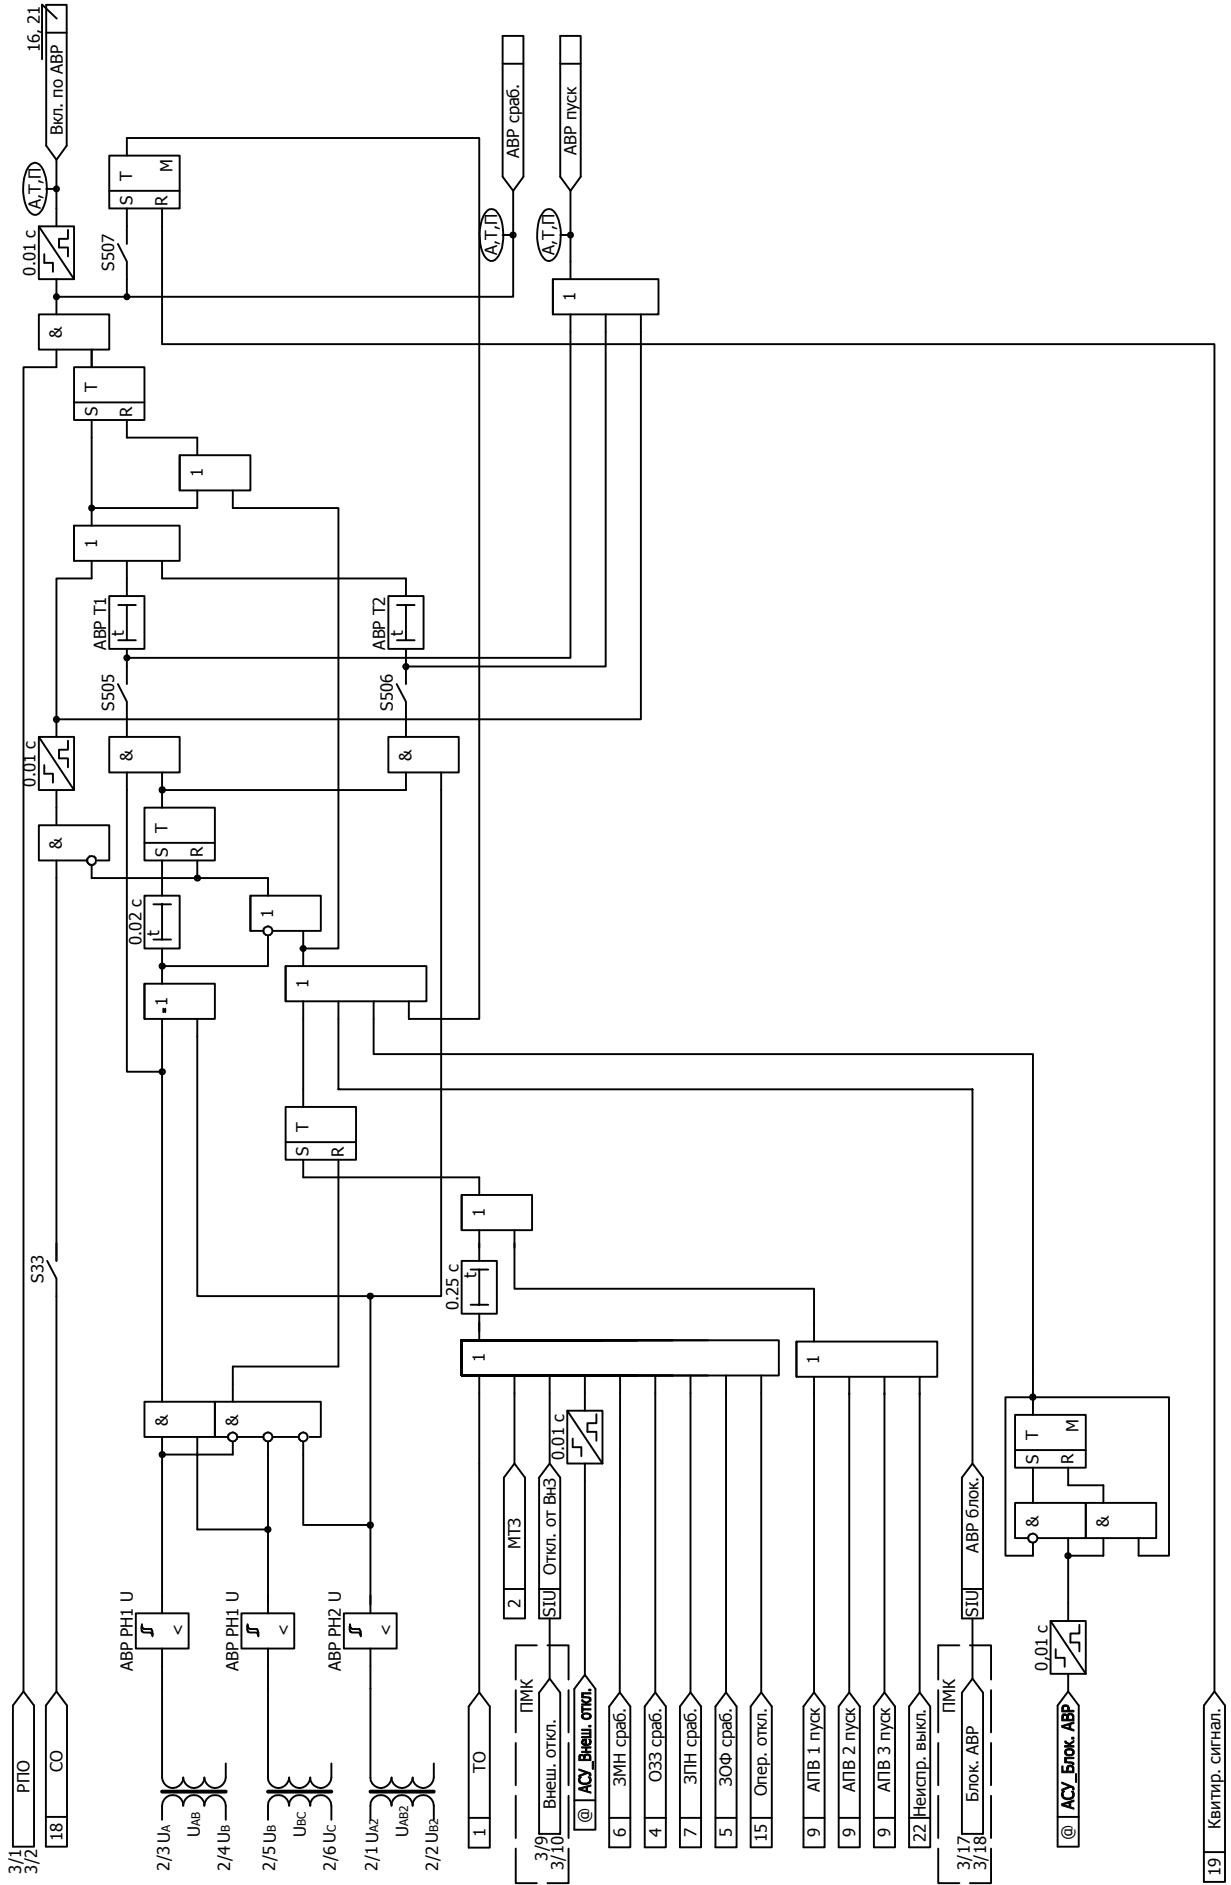 3/1
3/2
РПО
18 СО
S33
0.01 с
&
&
0.01 с
А,Т,П
Вкл. по АВР
16, 21
2/3 UA
UAB
2/4 UB
2/5 UB
UBC
2/6 UC
2/1 UA2
UAB2
2/2 UB2
АВР РН1 U
<
АВР РН1 U
<
АВР РН2 U
<
&
&
=1
0.02 с
t
S T
R
1
&
S505
АВР T1
t
&
S506
АВР T2
t
1
1
S T
R
S507
S T
R М
А,Т,П
АВР сраб.
А,Т,П
АВР пуск
1
1
S T
R
1
0.25 с
t
1
1 ТО
2 МТЗ
ПМК
3/9
3/10
Внеш. откл.
SIU Откл. от ВнЗ
@ АСУ_Внеш. откл.
0.01 с
6 ЗМН сраб.
4 ОЗЗ сраб.
7 ЗПН сраб.
5 ЗОФ сраб.
15 Опер. откл.
9 АПВ 1 пуск
9 АПВ 2 пуск
9 АПВ 3 пуск
22 Неиспр. выкл.
1
ПМК
3/17
3/18
Блок. АВР
SIU АВР блок.
@ АСУ_Блок. АВР
0,01 с
&
&
S T
R М
19 Квитир. сигнал.